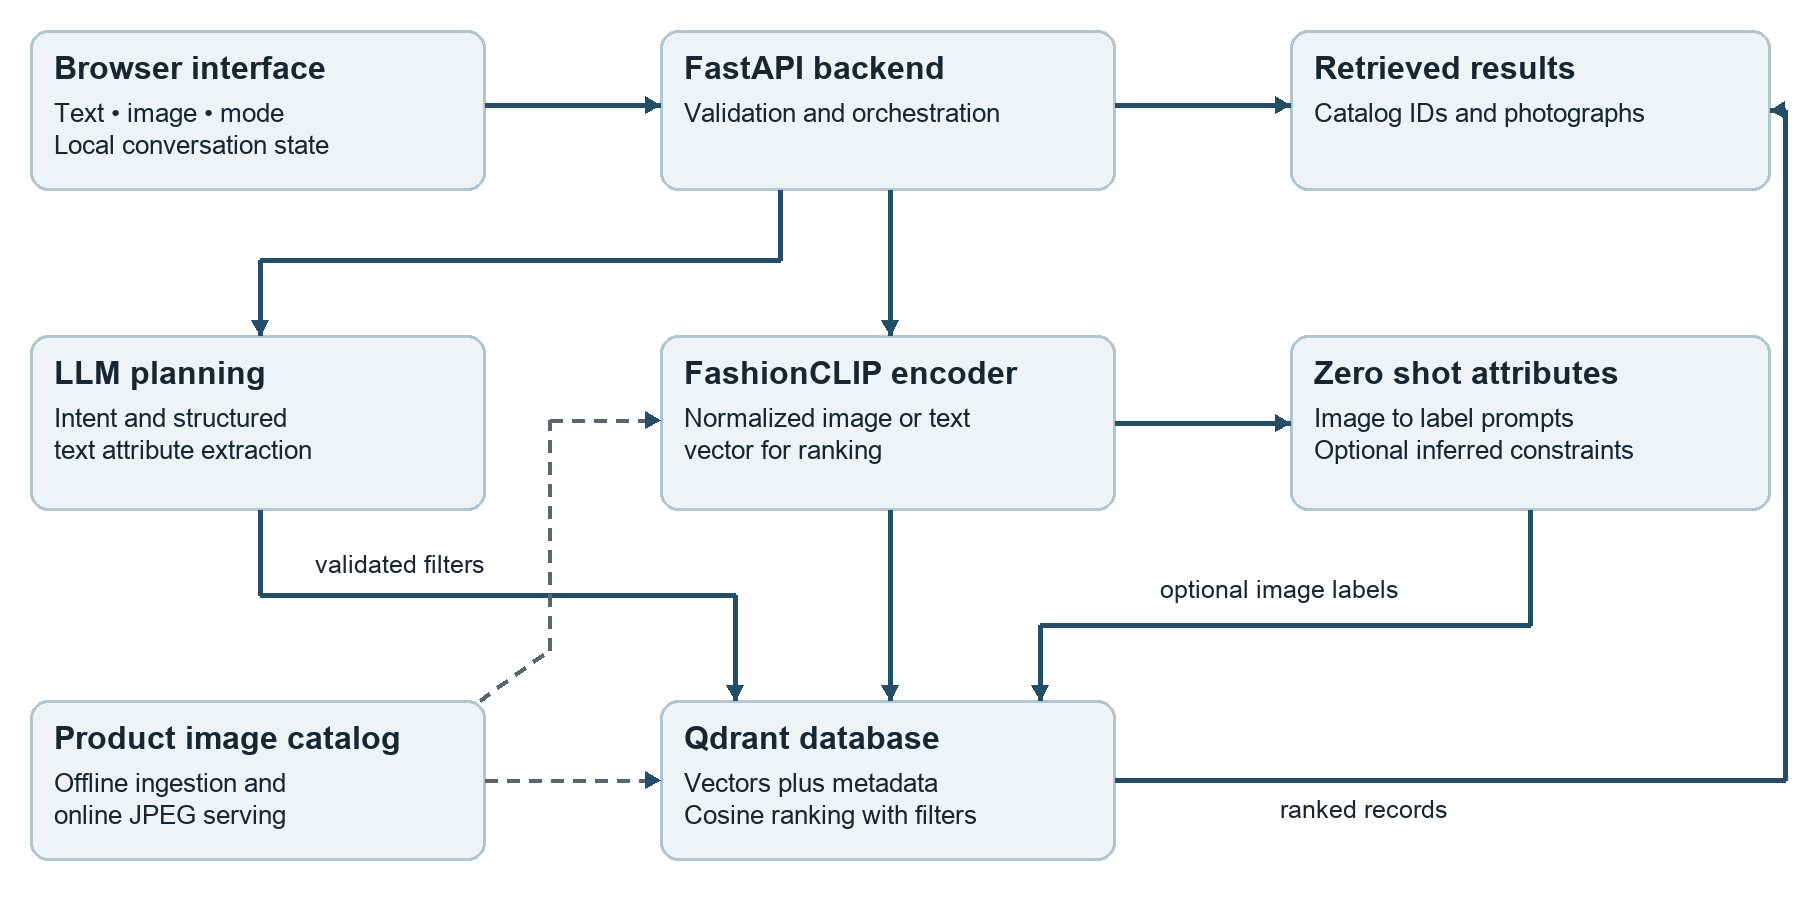 Browser interface
Text • image • mode
Local conversation state
FastAPI backend
Validation and orchestration
Retrieved results
Catalog IDs and photographs
LLM planning
Intent and structured
text attribute extraction
FashionCLIP encoder
Normalized image or text
vector for ranking
Zero shot attributes
Image to label prompts
Optional inferred constraints
validated filters
optional image labels
Product image catalog
Offline ingestion and
online JPEG serving
Qdrant database
Vectors plus metadata
Cosine ranking with filters
ranked records